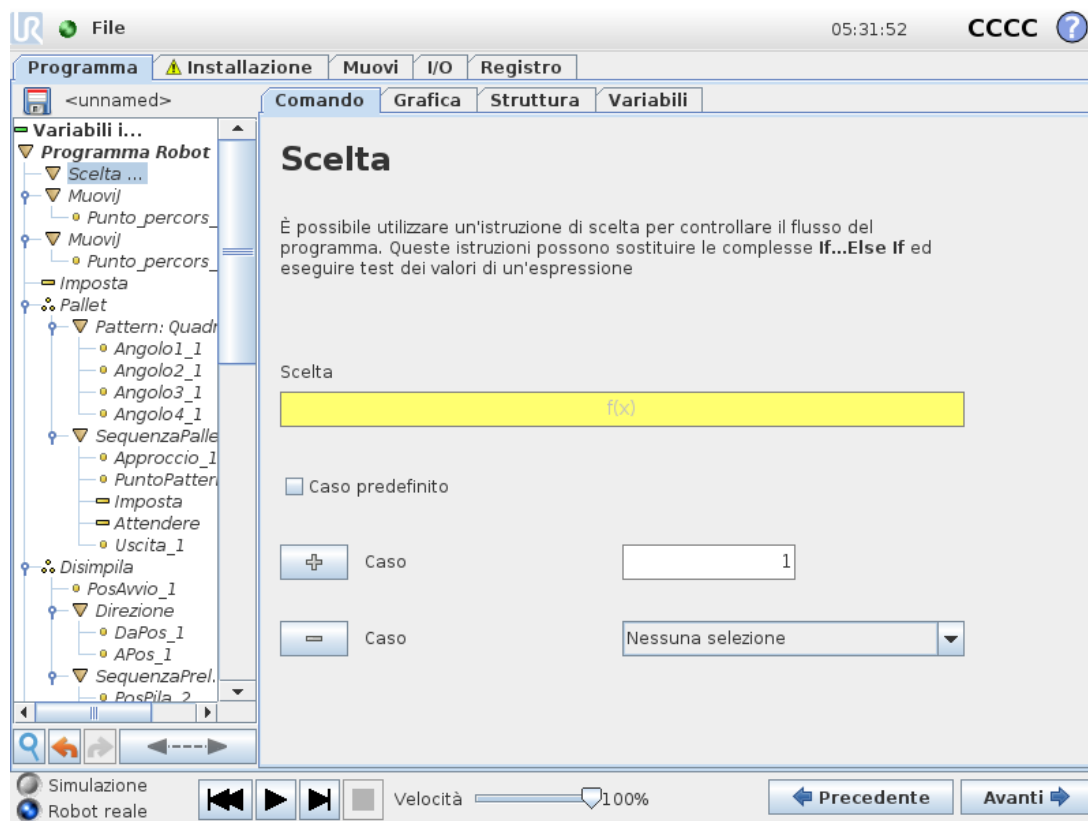 UR File 05:31:52 CCCC ?
Programma Installazione Muovi I/O Registro
<unnamed> Comando Grafica Struttura Variabili
Variabili i...
Programma Robot
Scelta ...
MuoviJ
Punto_percors_
MuoviJ
Punto_percors_
Imposta
Pallet
Pattern: Quadr
Angolo1_1
Angolo2_1
Angolo3_1
Angolo4_1
SequenzaPalle
Approccio_1
PuntoPattern
Imposta
Attendere
Uscita_1
Disimpila
PosAvvio_1
Direzione
DaPos_1
APos_1
SequenzaPrel.
PosPila_2
Scelta
È possibile utilizzare un'istruzione di scelta per controllare il flusso del
programma. Queste istruzioni possono sostituire le complesse If...Else If ed
eseguire test dei valori di un'espressione
Scelta
f(x)
Caso predefinito
Caso 1
Caso Nessuna selezione
Simulazione
Robot reale
Velocità 100%
Precedente Avanti